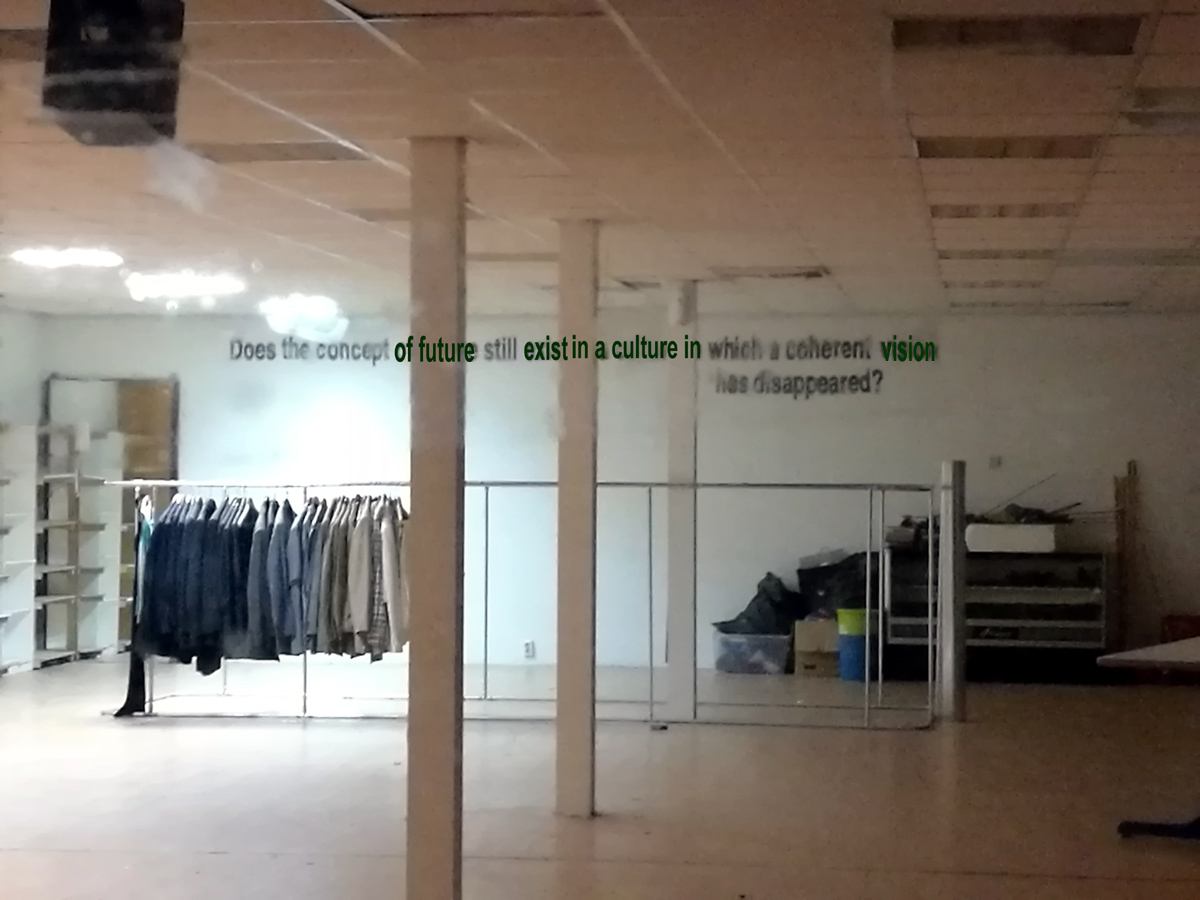 Does the concept of future still exist in a culture in which a coherent vision
has disappeared?